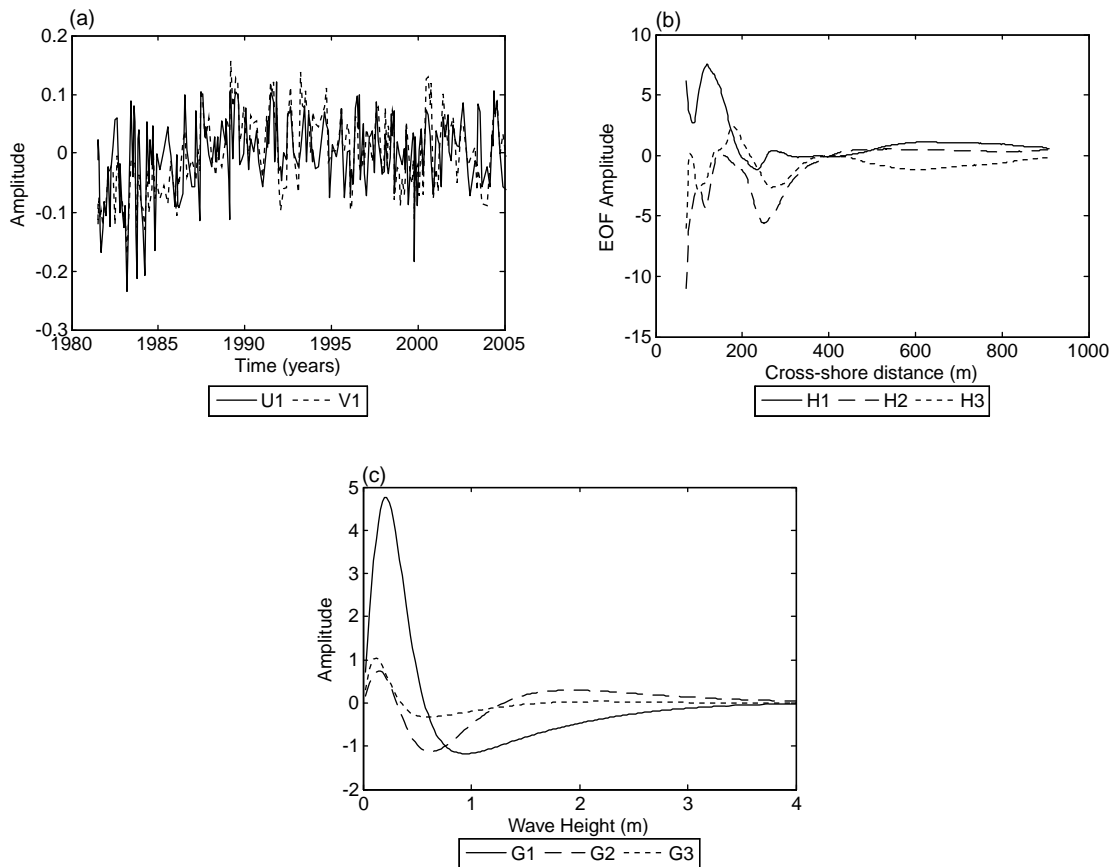 (a)
0.2
0.1
0
-0.1
-0.2
-0.3
Amplitude
1980 1985 1990 1995 2000 2005
Time (years)
U1 V1
(b)
10
5
0
-5
-10
-15
EOF Amplitude
0 200 400 600 800 1000
Cross-shore distance (m)
H1 H2 H3
(c)
5
4
3
2
1
0
-1
-2
Amplitude
0 1 2 3 4
Wave Height (m)
G1 G2 G3